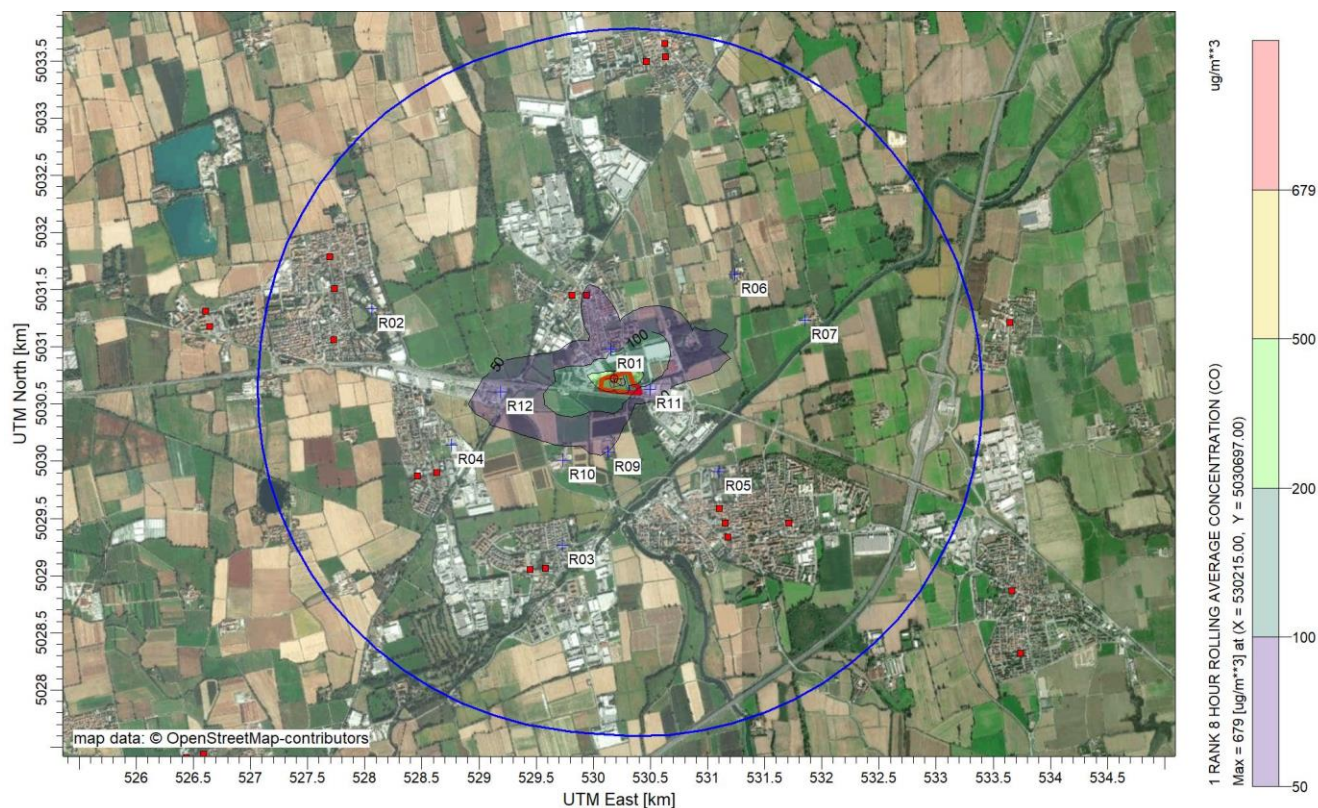 5033.5
5033
5032.5
5032
5031.5
5031
5030.5
5030
5029.5
5029
5028.5
5028
UTM North [km]
R06
R02
R07
100
50
R01
R11
R12
R04
R09
R10
R05
R03
map data: © OpenStreetMap-contributors
526
526.5
527
527.5
528
528.5
529
529.5
530
530.5
531
531.5
532
532.5
533
533.5
534
534.5
UTM East [km]
ug/m**3
679
500
200
100
50
1 RANK 8 HOUR ROLLING AVERAGE CONCENTRATION (CO)
Max = 679 [ug/m**3] at (X = 530215.00, Y = 5030697.00)